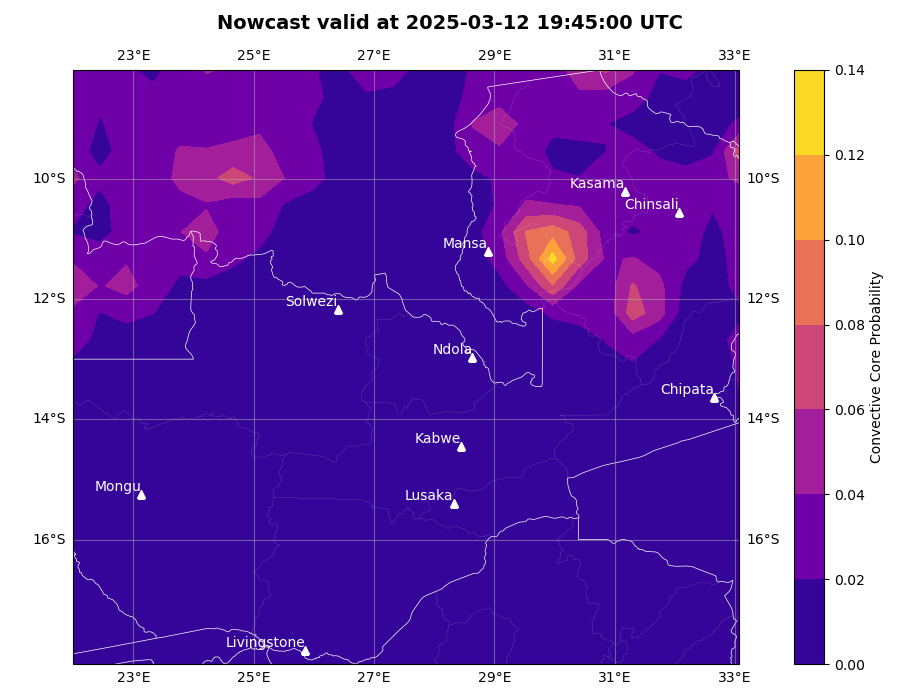 Nowcast valid at 2025-03-12 19:45:00 UTC
23°E 25°E 27°E 29°E 31°E 33°E
0.14
0.12
10°S 10°S
Kasama
Chinsali
0.10
Mansa
12°S 12°S
Solwezi
0.08
Ndola
Chipata
0.06
14°S 14°S
Kabwe
Mongu
Lusaka
0.04
16°S 16°S
0.02
Livingstone
0.00
23°E 25°E 27°E 29°E 31°E 33°E
Convective Core Probability